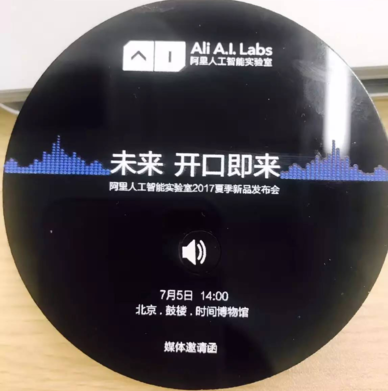 Ali A.I. Labs
阿里人工智能实验室
未来 开口即来
阿里人工智能实验室2017夏季新品发布会
7月5日 14:00
北京 . 鼓楼 . 时间博物馆
媒体邀请函